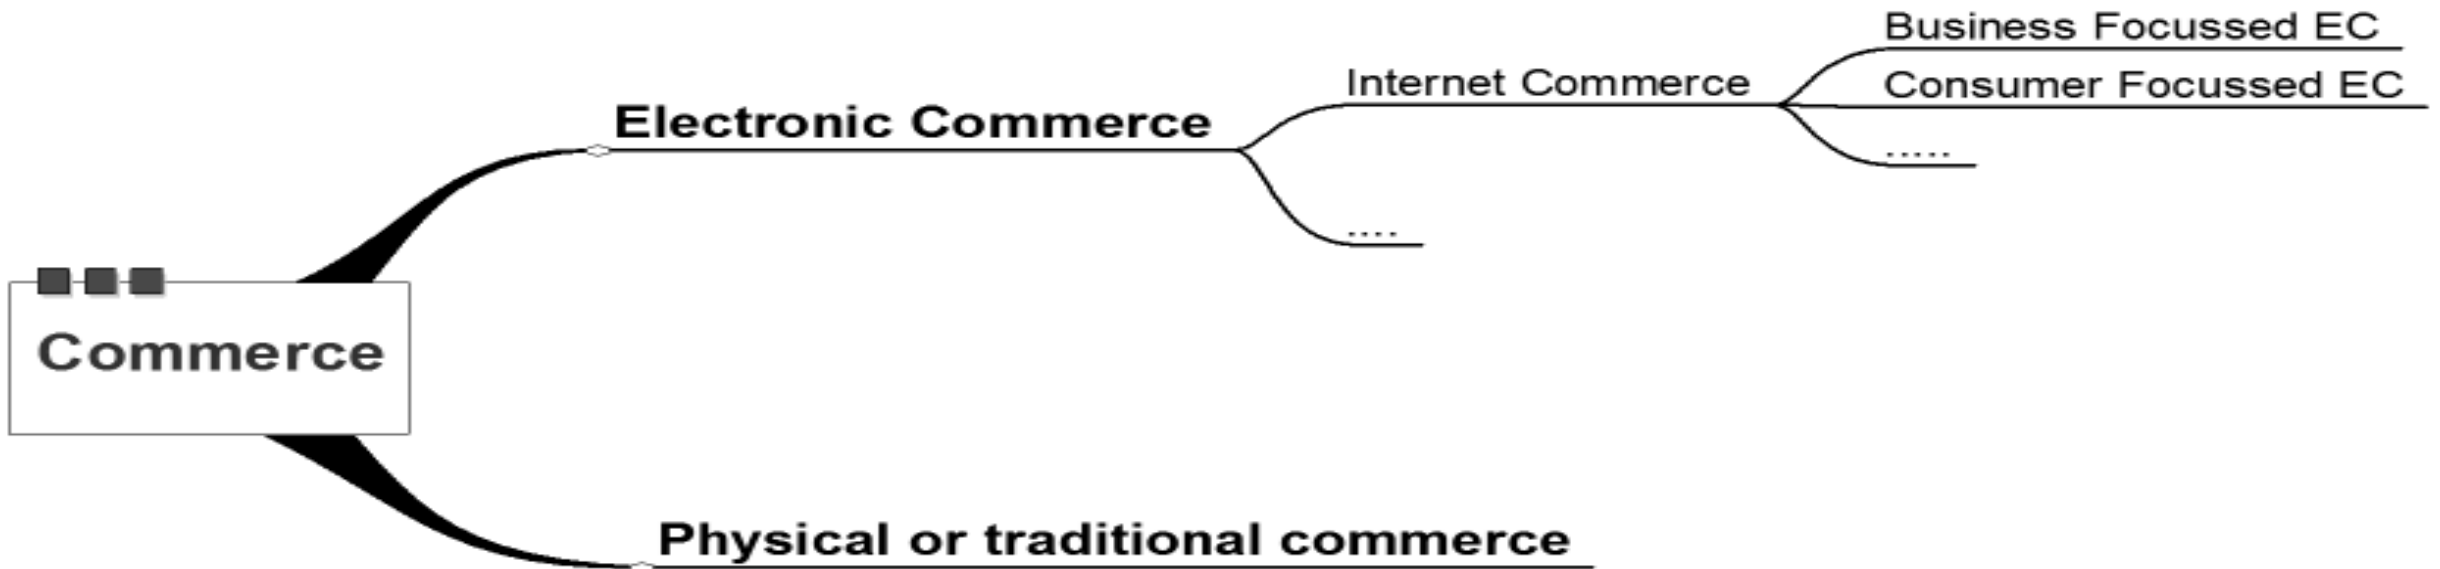 Business Focussed EC
Internet Commerce
Consumer Focussed EC
Electronic Commerce
.....
....
Commerce
Physical or traditional commerce